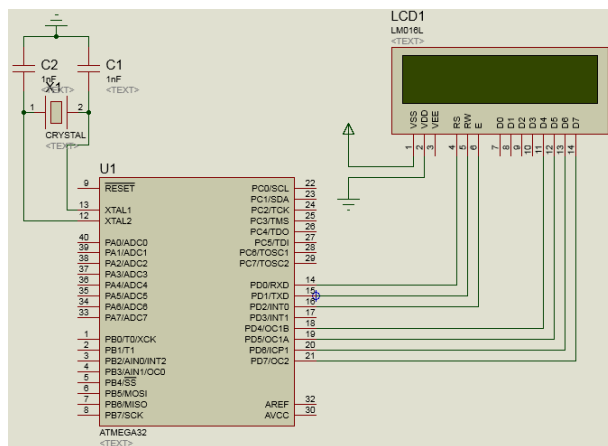 LCD1
LM016L
<TEXT>
C2
1nF
<TEXT>
C1
1nF
<TEXT>
X1
1
2
CRYSTAL
<TEXT>
VSS
VDD
VEE
RS
RW
E
D0
D1
D2
D3
D4
D5
D6
D7
1
2
3
4
5
6
7
8
9
10
11
12
13
14
U1
9 RESET
13 XTAL1
12 XTAL2
40 PA0/ADC0
39 PA1/ADC1
38 PA2/ADC2
37 PA3/ADC3
36 PA4/ADC4
35 PA5/ADC5
34 PA6/ADC6
33 PA7/ADC7
1 PB0/T0/XCK
2 PB1/T1
3 PB2/AIN0/INT2
4 PB3/AIN1/OC0
5 PB4/SS
6 PB5/MOSI
7 PB6/MISO
8 PB7/SCK
PC0/SCL 22
PC1/SDA 23
PC2/TCK 24
PC3/TMS 25
PC4/TDO 26
PC5/TDI 27
PC6/TOSC1 28
PC7/TOSC2 29
PD0/RXD 14
PD1/TXD 15
PD2/INT0 16
PD3/INT1 17
PD4/OC1B 18
PD5/OC1A 19
PD6/ICP1 20
PD7/OC2 21
AREF 32
AVCC 30
ATMEGA32
<TEXT>